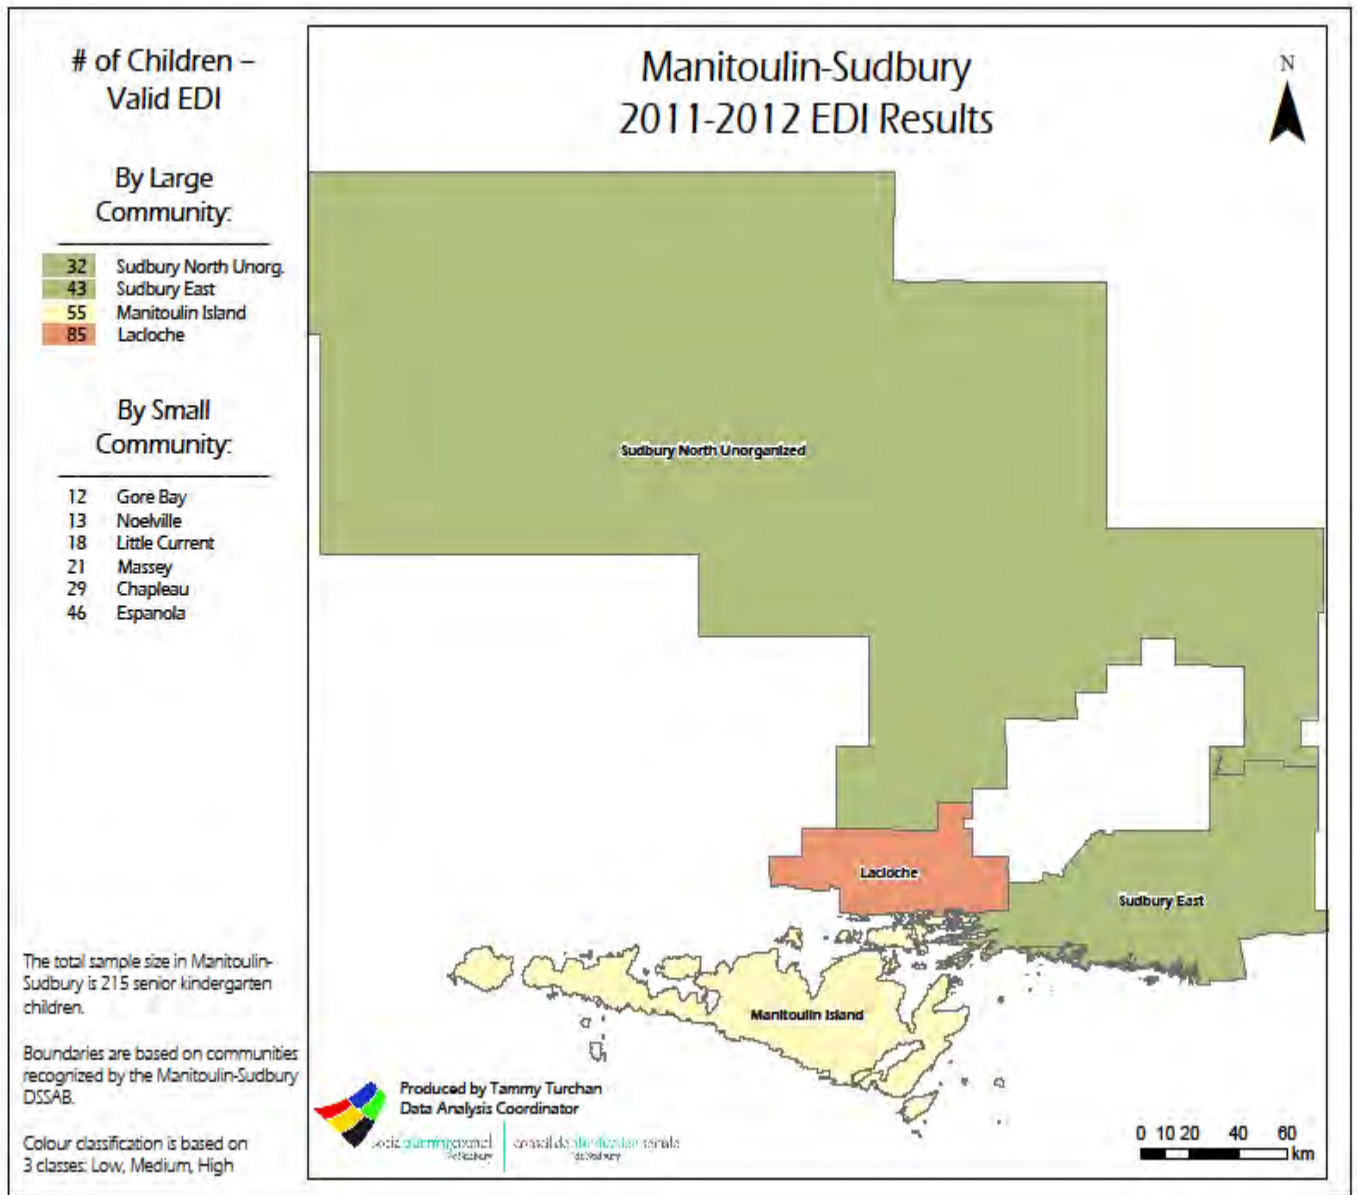 # of Children –
Valid EDI
By Large
Community:
32 Sudbury North Unorg.
43 Sudbury East
55 Manitoulin Island
85 Lacloche
By Small
Community:
12 Gore Bay
13 Noelville
18 Little Current
21 Massey
29 Chapleau
46 Espanola
The total sample size in Manitoulin-
Sudbury is 215 senior kindergarten
children.
Boundaries are based on communities
recognized by the Manitoulin-Sudbury
DSSAB.
Colour classification is based on
3 classes: Low, Medium, High
Manitoulin-Sudbury
2011-2012 EDI Results
N
Sudbury North Unorganized
Lacloche
Sudbury East
Manitoulin Island
Produced by Tammy Turchan
Data Analysis Coordinator
0 10 20 40 60
km